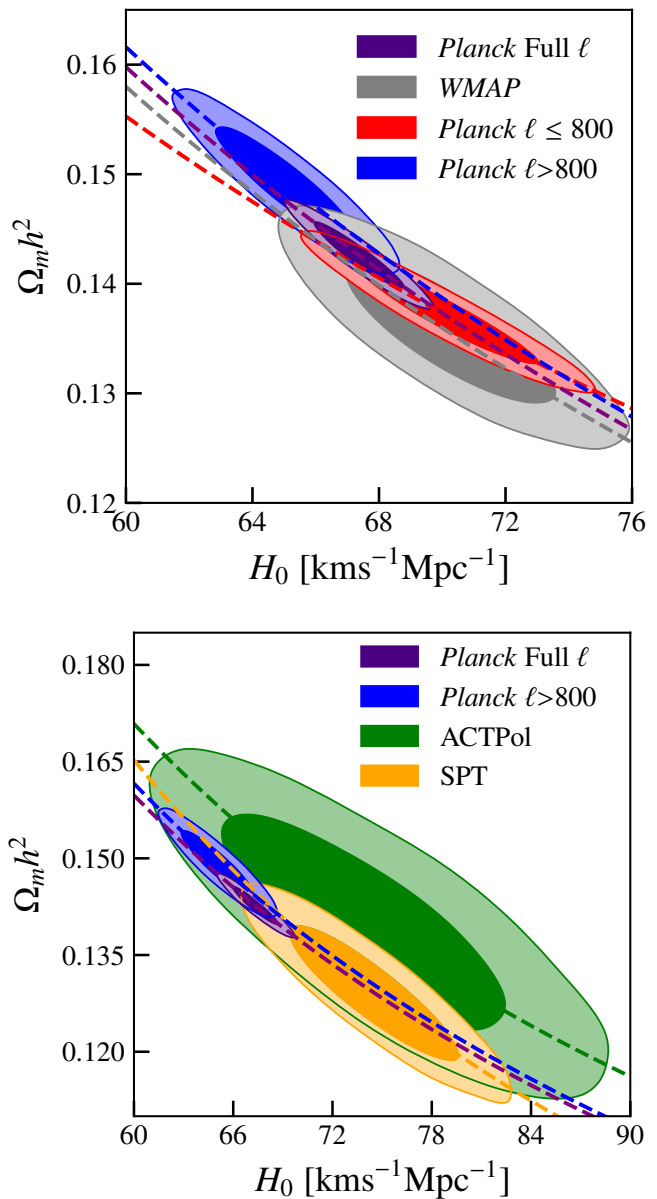 0.16
0.15
0.14
0.13
0.12
Ωₘh²
Planck Full ℓ
WMAP
Planck ℓ ≤ 800
Planck ℓ>800
60 64 68 72 76
H₀ [kms⁻¹Mpc⁻¹]
0.180
0.165
0.150
0.135
0.120
Ωₘh²
Planck Full ℓ
Planck ℓ>800
ACTPol
SPT
60 66 72 78 84 90
H₀ [kms⁻¹Mpc⁻¹]